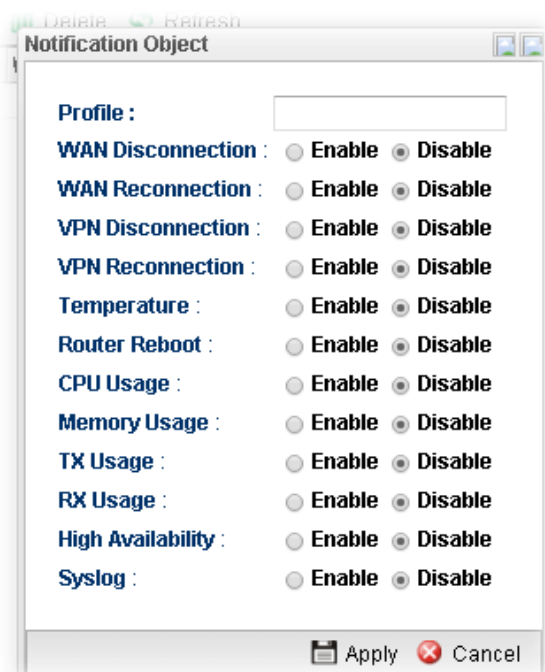 Delete Refresh
Notification Object
Profile :
WAN Disconnection : Enable Disable
WAN Reconnection : Enable Disable
VPN Disconnection : Enable Disable
VPN Reconnection : Enable Disable
Temperature : Enable Disable
Router Reboot : Enable Disable
CPU Usage : Enable Disable
Memory Usage : Enable Disable
TX Usage : Enable Disable
RX Usage : Enable Disable
High Availability : Enable Disable
Syslog : Enable Disable
Apply Cancel